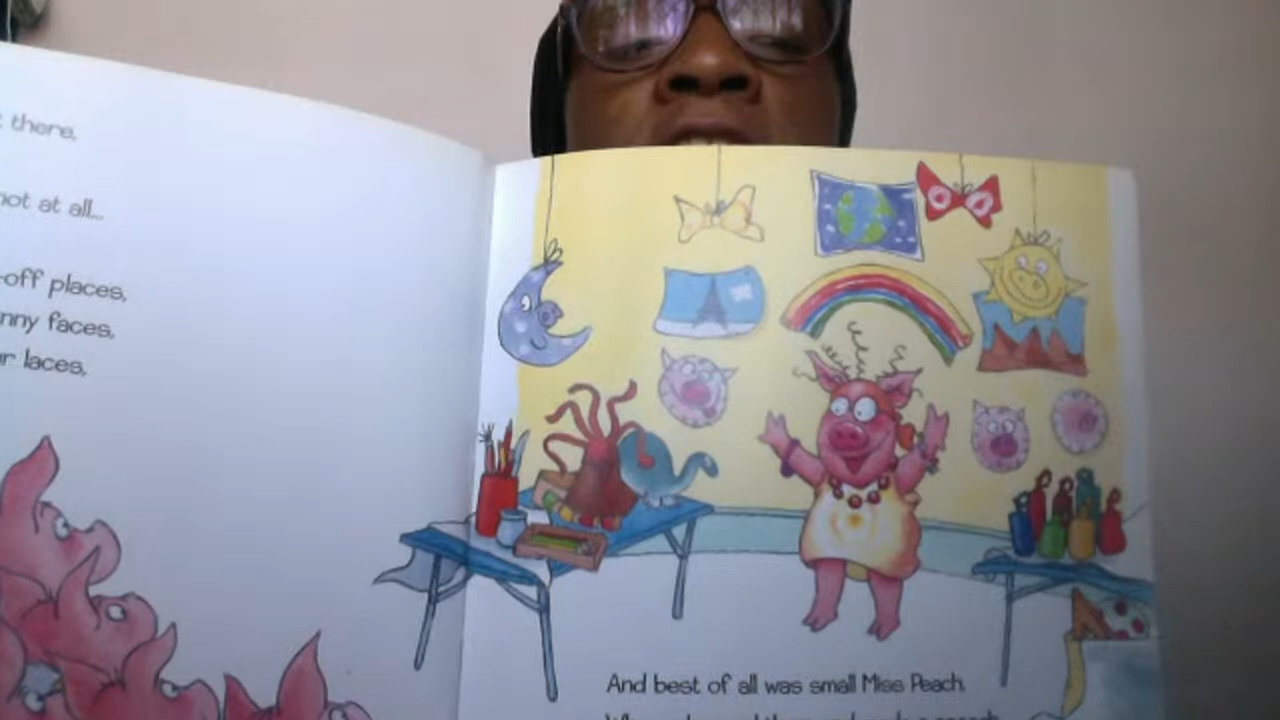 there,
not at all...
-off places,
nny faces,
r laces,
And best of all was small Miss Peach.